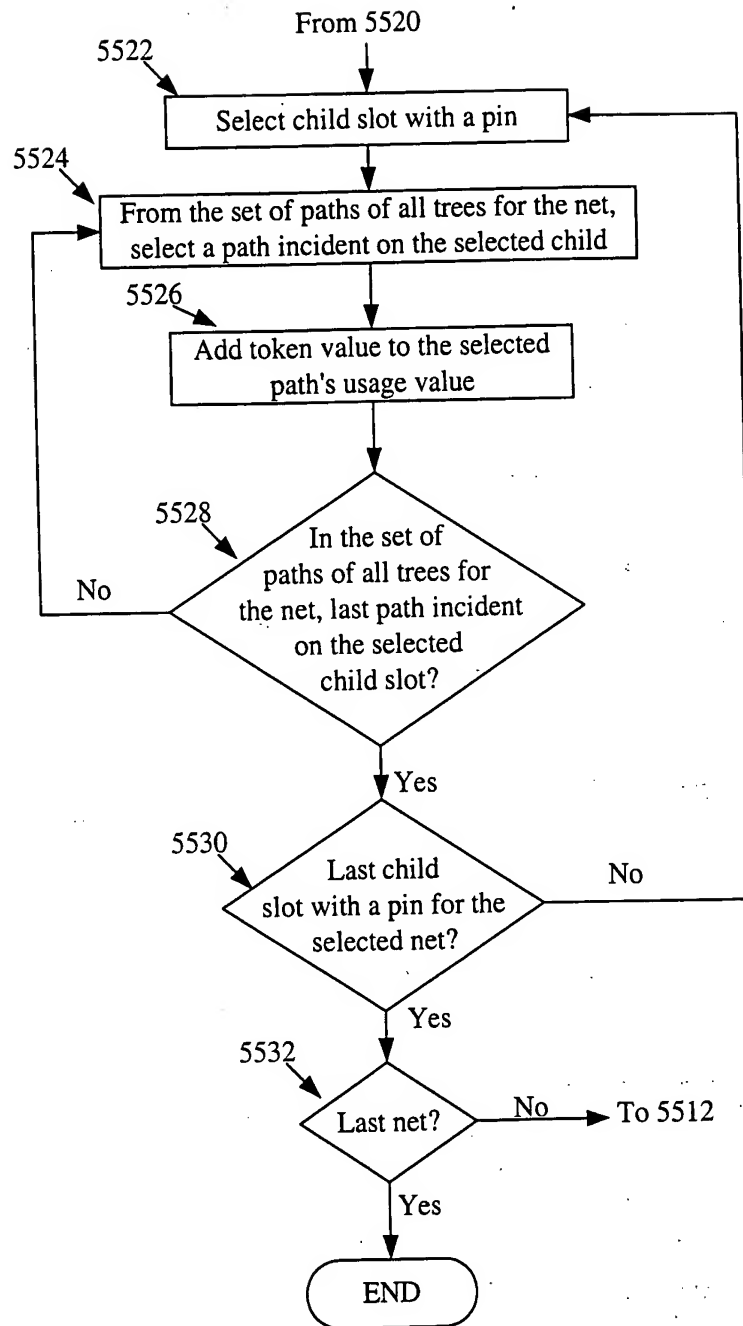 From 5520
5522
Select child slot with a pin
5524
From the set of paths of all trees for the net,
select a path incident on the selected child
5526
Add token value to the selected
path's usage value
5528
In the set of
paths of all trees for
the net, last path incident
on the selected
child slot?
No
Yes
5530
Last child
slot with a pin for the
selected net?
No
Yes
5532
Last net?
No
To 5512
Yes
END